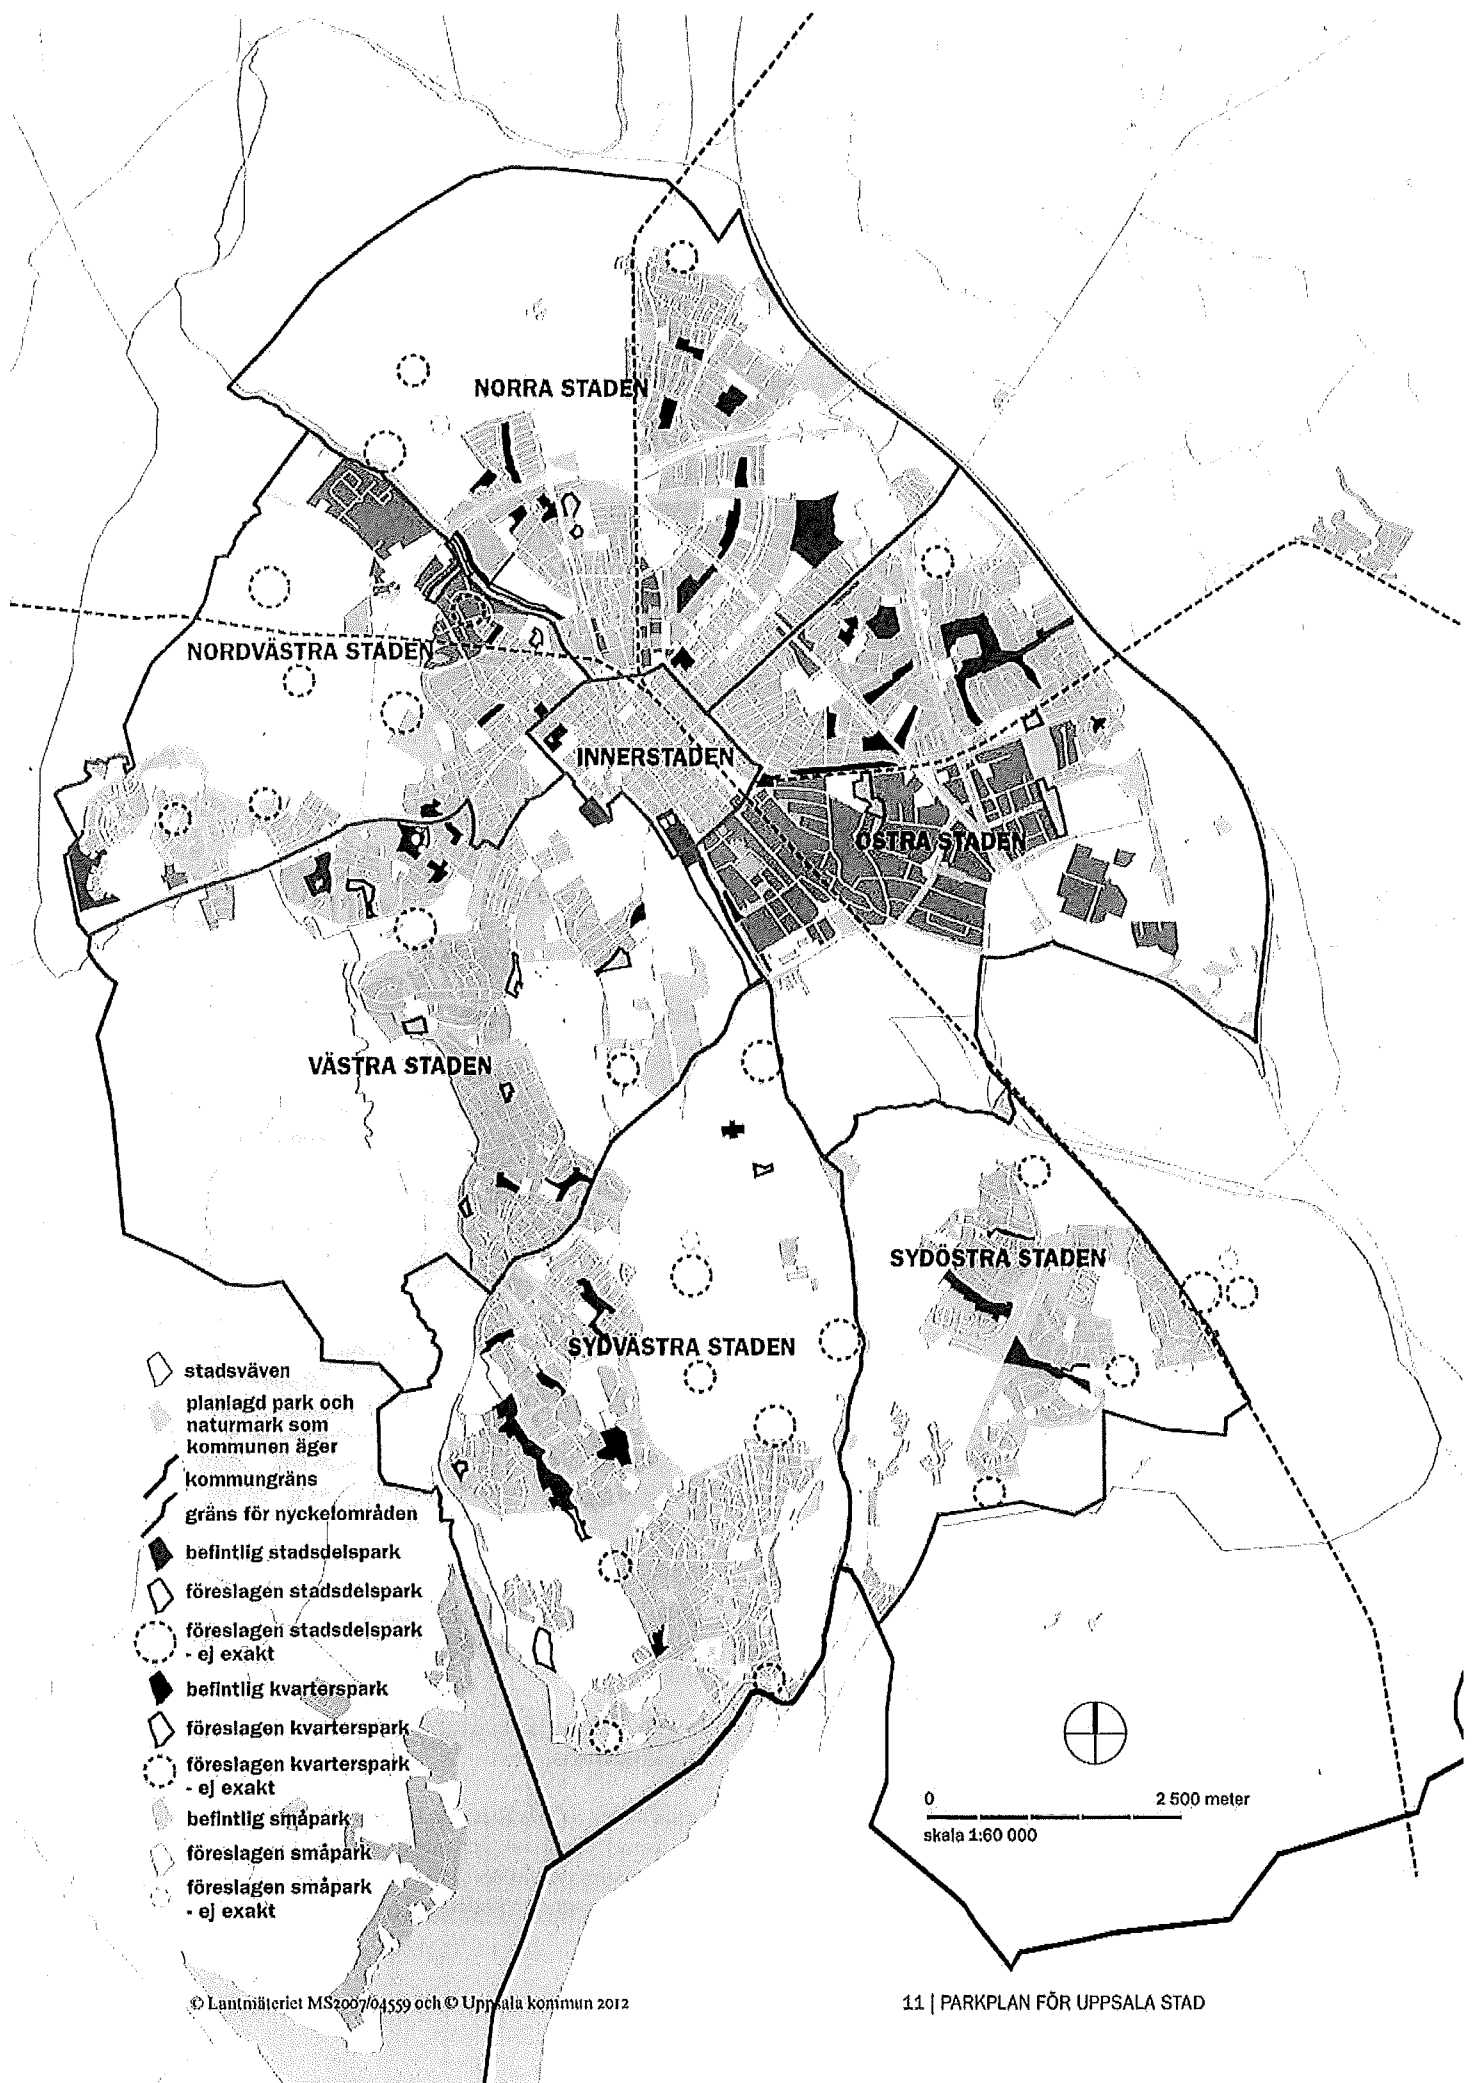 NORRA STADEN
NORDVÄSTRA STADEN
INNERSTADEN
ÖSTRA STADEN
VÄSTRA STADEN
SYDÖSTRA STADEN
SYDVÄSTRA STADEN
stadsväven
planlagd park och
naturmark som
kommunen äger
kommungräns
gräns för nyckelområden
befintlig stadsdelspark
föreslagen stadsdelspark
föreslagen stadsdelspark
- ej exakt
befintlig kvarterspark
föreslagen kvarterspark
föreslagen kvarterspark
- ej exakt
befintlig småpark
föreslagen småpark
föreslagen småpark
- ej exakt
0 2 500 meter
skala 1:60 000
© Lantmäteriet MS2007/04559 och © Uppsala kommun 2012
11 | PARKPLAN FÖR UPPSALA STAD